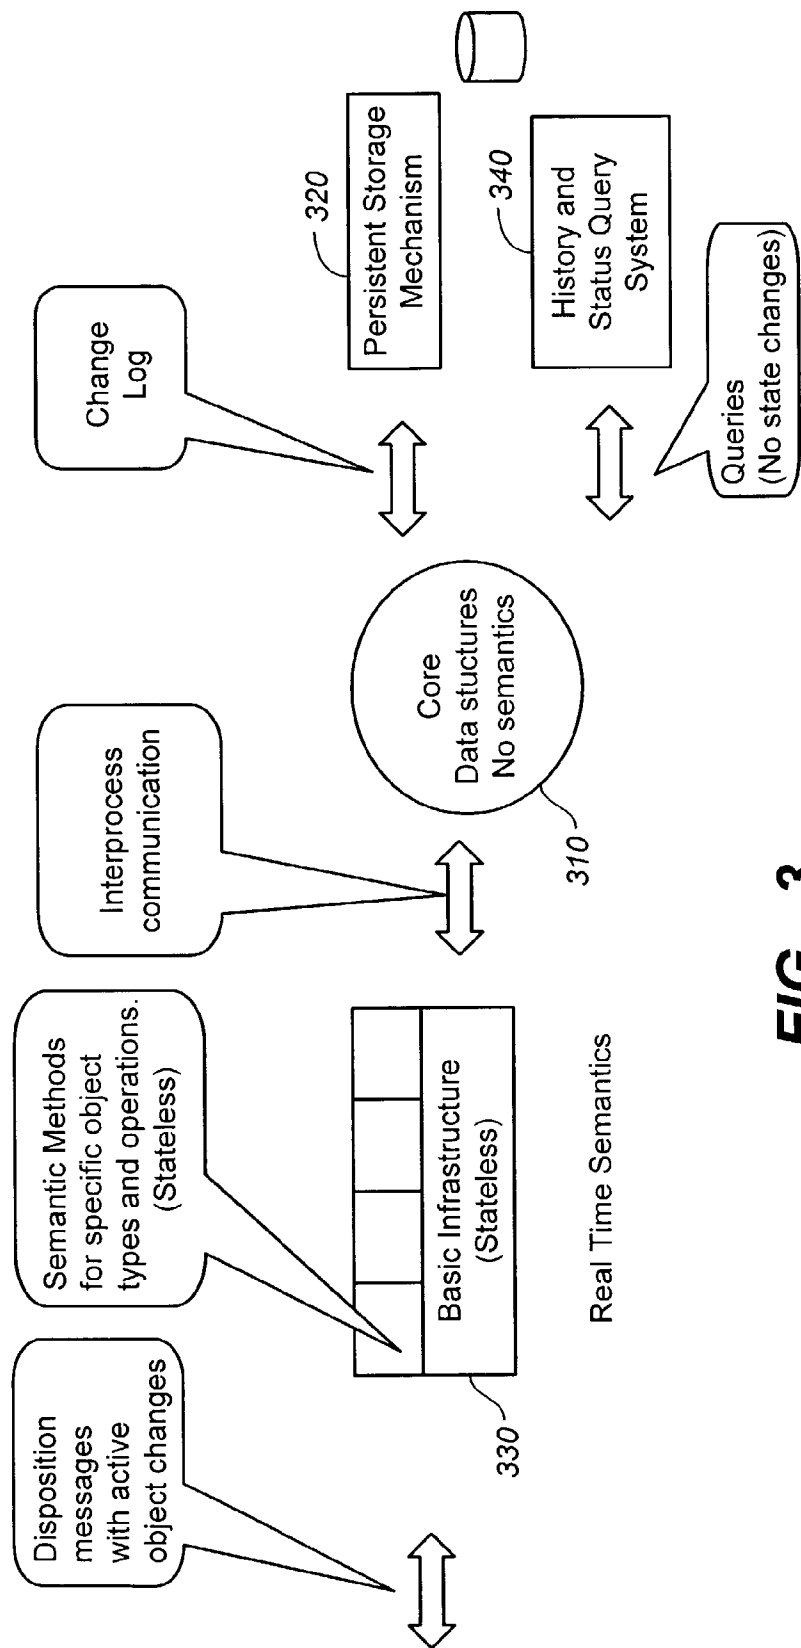 Disposition
messages
with active
object changes
Semantic Methods
for specific object
types and operations.
(Stateless)
Interprocess
communication
Change
Log
330
Basic Infrastructure
(Stateless)
Real Time Semantics
310
Core
Data stuctures
No semantics
320
Persistent Storage
Mechanism
340
History and
Status Query
System
Queries
(No state changes)
FIG._3